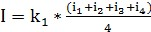 I = k₁ * (i₁+i₂+i₃+i₄)/4